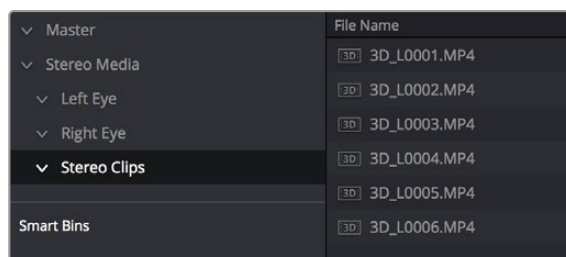 Master
Stereo Media
Left Eye
Right Eye
Stereo Clips
Smart Bins
File Name
3D 3D_L0001.MP4
3D 3D_L0002.MP4
3D 3D_L0003.MP4
3D 3D_L0004.MP4
3D 3D_L0005.MP4
3D 3D_L0006.MP4